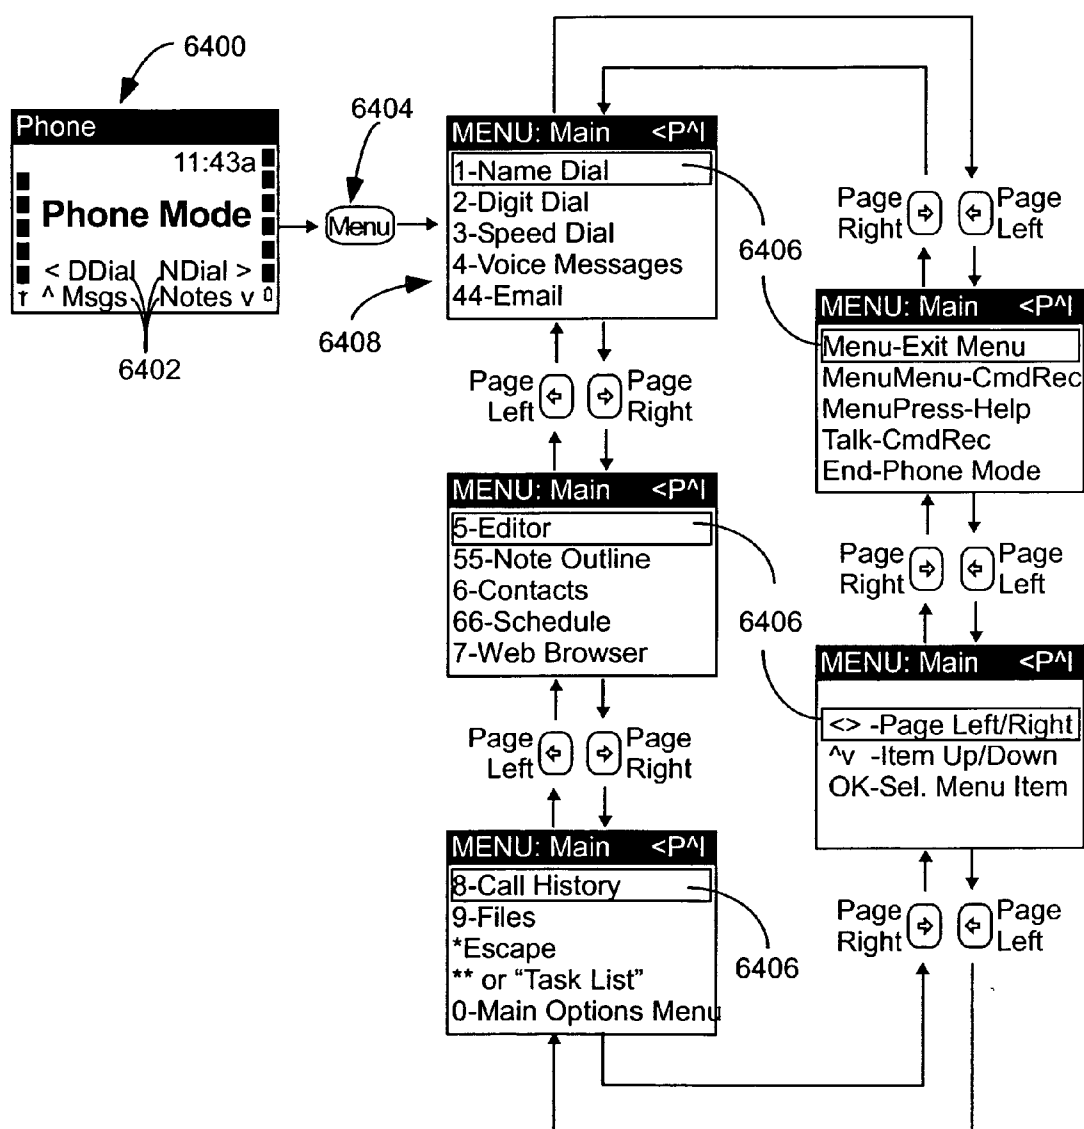 6400
Phone
11:43a
Phone Mode
< DDial NDial >
^ Msgs Notes v
6402
6404
Menu
6408
MENU: Main <P^I
1-Name Dial
2-Digit Dial
3-Speed Dial
4-Voice Messages
44-Email
6406
Page Left
Page Right
MENU: Main <P^I
5-Editor
55-Note Outline
6-Contacts
66-Schedule
7-Web Browser
6406
Page Left
Page Right
MENU: Main <P^I
8-Call History
9-Files
*Escape
** or “Task List”
0-Main Options Menu
6406
Page Right
Page Left
MENU: Main <P^I
Menu-Exit Menu
MenuMenu-CmdRec
MenuPress-Help
Talk-CmdRec
End-Phone Mode
Page Right
Page Left
MENU: Main <P^I
<> -Page Left/Right
^v -Item Up/Down
OK-Sel. Menu Item
Page Right
Page Left